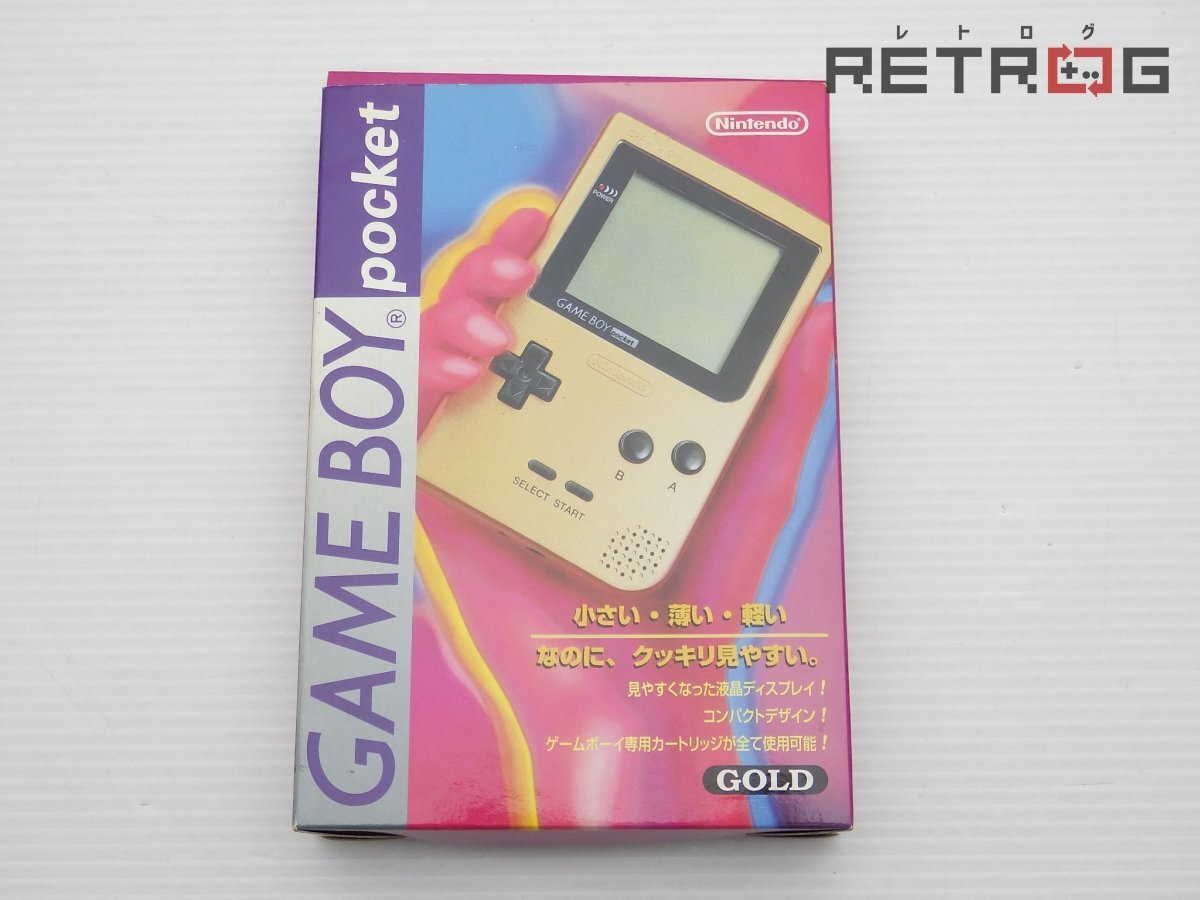 レトログ
RETROG
Nintendo
GAME BOY® pocket
POWER
GAME BOY pocket
Nintendo
B
A
SELECT START
小さい・薄い・軽い
なのに、クッキリ見やすい。
見やすくなった液晶ディスプレイ!
コンパクトデザイン!
ゲームボーイ専用カートリッジが全て使用可能!
GOLD